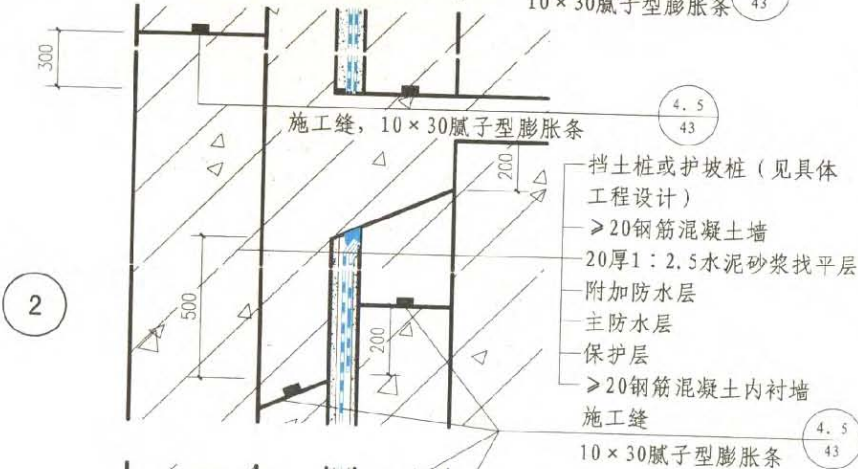 10×30腻子型膨胀条
43
300
施工缝, 10×30腻子型膨胀条
4. 5
43
200
挡土桩或护坡桩(见具体
工程设计)
≥20钢筋混凝土墙
20厚1:2.5水泥砂浆找平层
附加防水层
主防水层
保护层
≥20钢筋混凝土内衬墙
施工缝
10×30腻子型膨胀条
4. 5
43
2
500
200